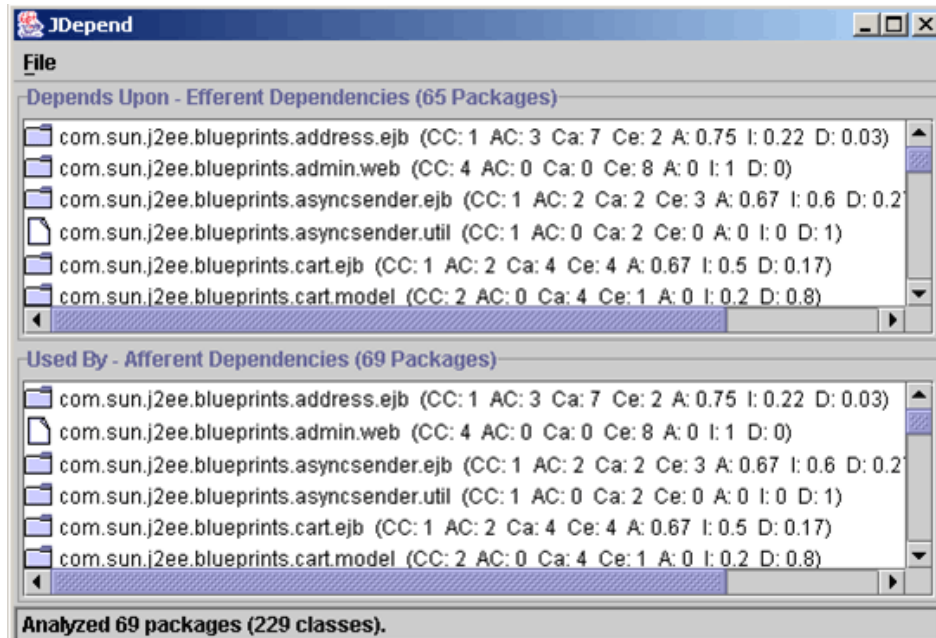 JDepend
File
Depends Upon - Efferent Dependencies (65 Packages)
com.sun.j2ee.blueprints.address.ejb (CC: 1 AC: 3 Ca: 7 Ce: 2 A: 0.75 I: 0.22 D: 0.03)
com.sun.j2ee.blueprints.admin.web (CC: 4 AC: 0 Ca: 0 Ce: 8 A: 0 I: 1 D: 0)
com.sun.j2ee.blueprints.asyncsender.ejb (CC: 1 AC: 2 Ca: 2 Ce: 3 A: 0.67 I: 0.6 D: 0.2
com.sun.j2ee.blueprints.asyncsender.util (CC: 1 AC: 0 Ca: 2 Ce: 0 A: 0 I: 0 D: 1)
com.sun.j2ee.blueprints.cart.ejb (CC: 1 AC: 2 Ca: 4 Ce: 4 A: 0.67 I: 0.5 D: 0.17)
com.sun.j2ee.blueprints.cart.model (CC: 2 AC: 0 Ca: 4 Ce: 1 A: 0 I: 0.2 D: 0.8)
Used By - Afferent Dependencies (69 Packages)
com.sun.j2ee.blueprints.address.ejb (CC: 1 AC: 3 Ca: 7 Ce: 2 A: 0.75 I: 0.22 D: 0.03)
com.sun.j2ee.blueprints.admin.web (CC: 4 AC: 0 Ca: 0 Ce: 8 A: 0 I: 1 D: 0)
com.sun.j2ee.blueprints.asyncsender.ejb (CC: 1 AC: 2 Ca: 2 Ce: 3 A: 0.67 I: 0.6 D: 0.2
com.sun.j2ee.blueprints.asyncsender.util (CC: 1 AC: 0 Ca: 2 Ce: 0 A: 0 I: 0 D: 1)
com.sun.j2ee.blueprints.cart.ejb (CC: 1 AC: 2 Ca: 4 Ce: 4 A: 0.67 I: 0.5 D: 0.17)
com.sun.j2ee.blueprints.cart.model (CC: 2 AC: 0 Ca: 4 Ce: 1 A: 0 I: 0.2 D: 0.8)
Analyzed 69 packages (229 classes).